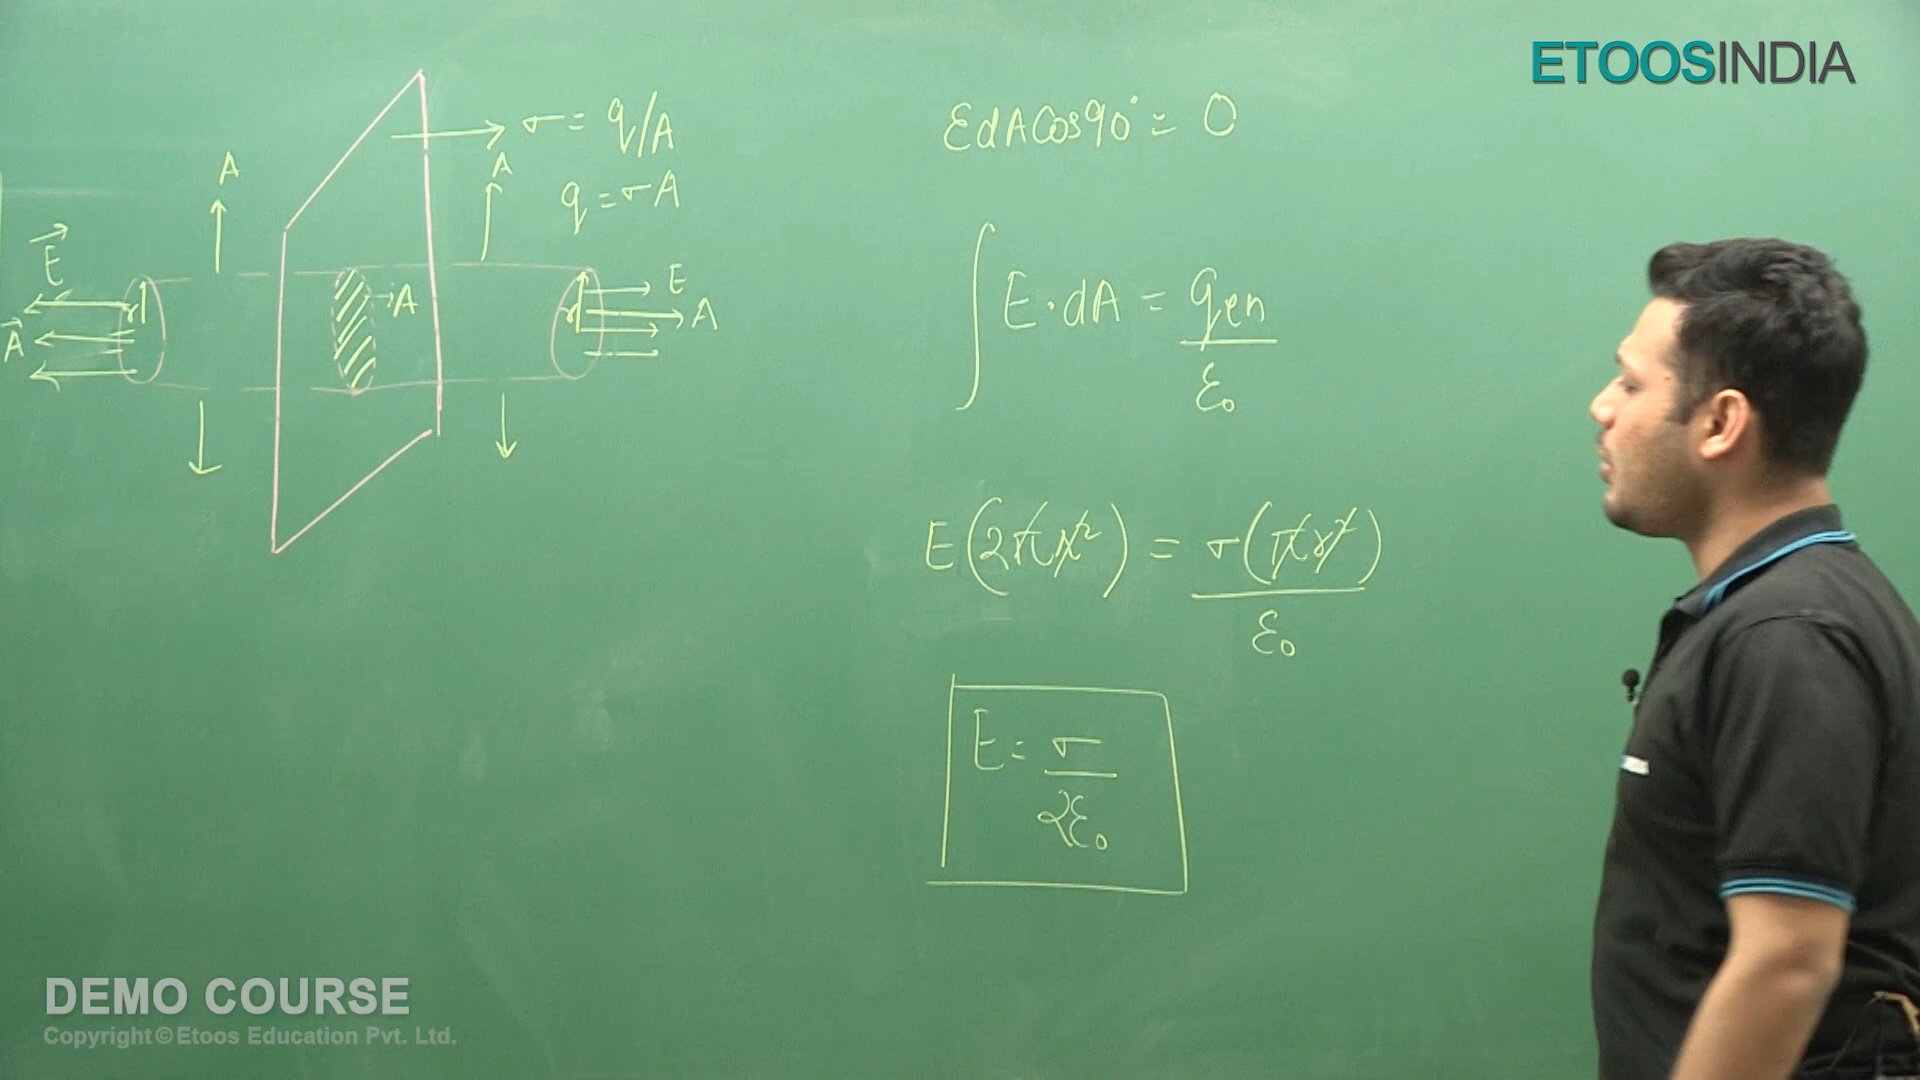 ETOOSINDIA
σ = q/A
q = σA
A
A
E
A
r
A
r
E
A
EdACos90° = 0
∫E·dA = qen/ε₀
E(2πr²) = σ(πr²)/ε₀
E = σ/2ε₀
DEMO COURSE
Copyright©Etoos Education Pvt. Ltd.